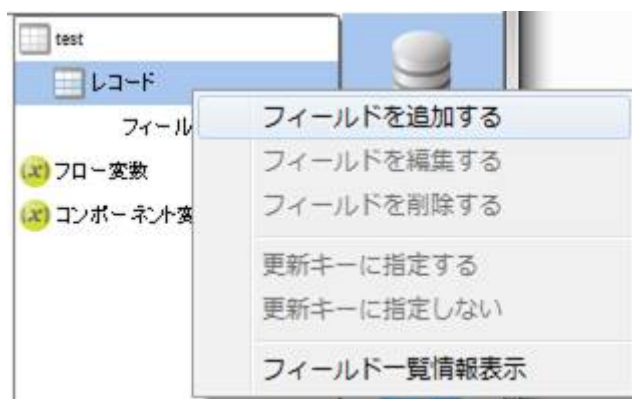 test
レコード
フィール
フィールドを追加する
フィールドを編集する
フィールドを削除する
フロー変数
コンポーネント変
更新キーに指定する
更新キーに指定しない
フィールド一覧情報表示